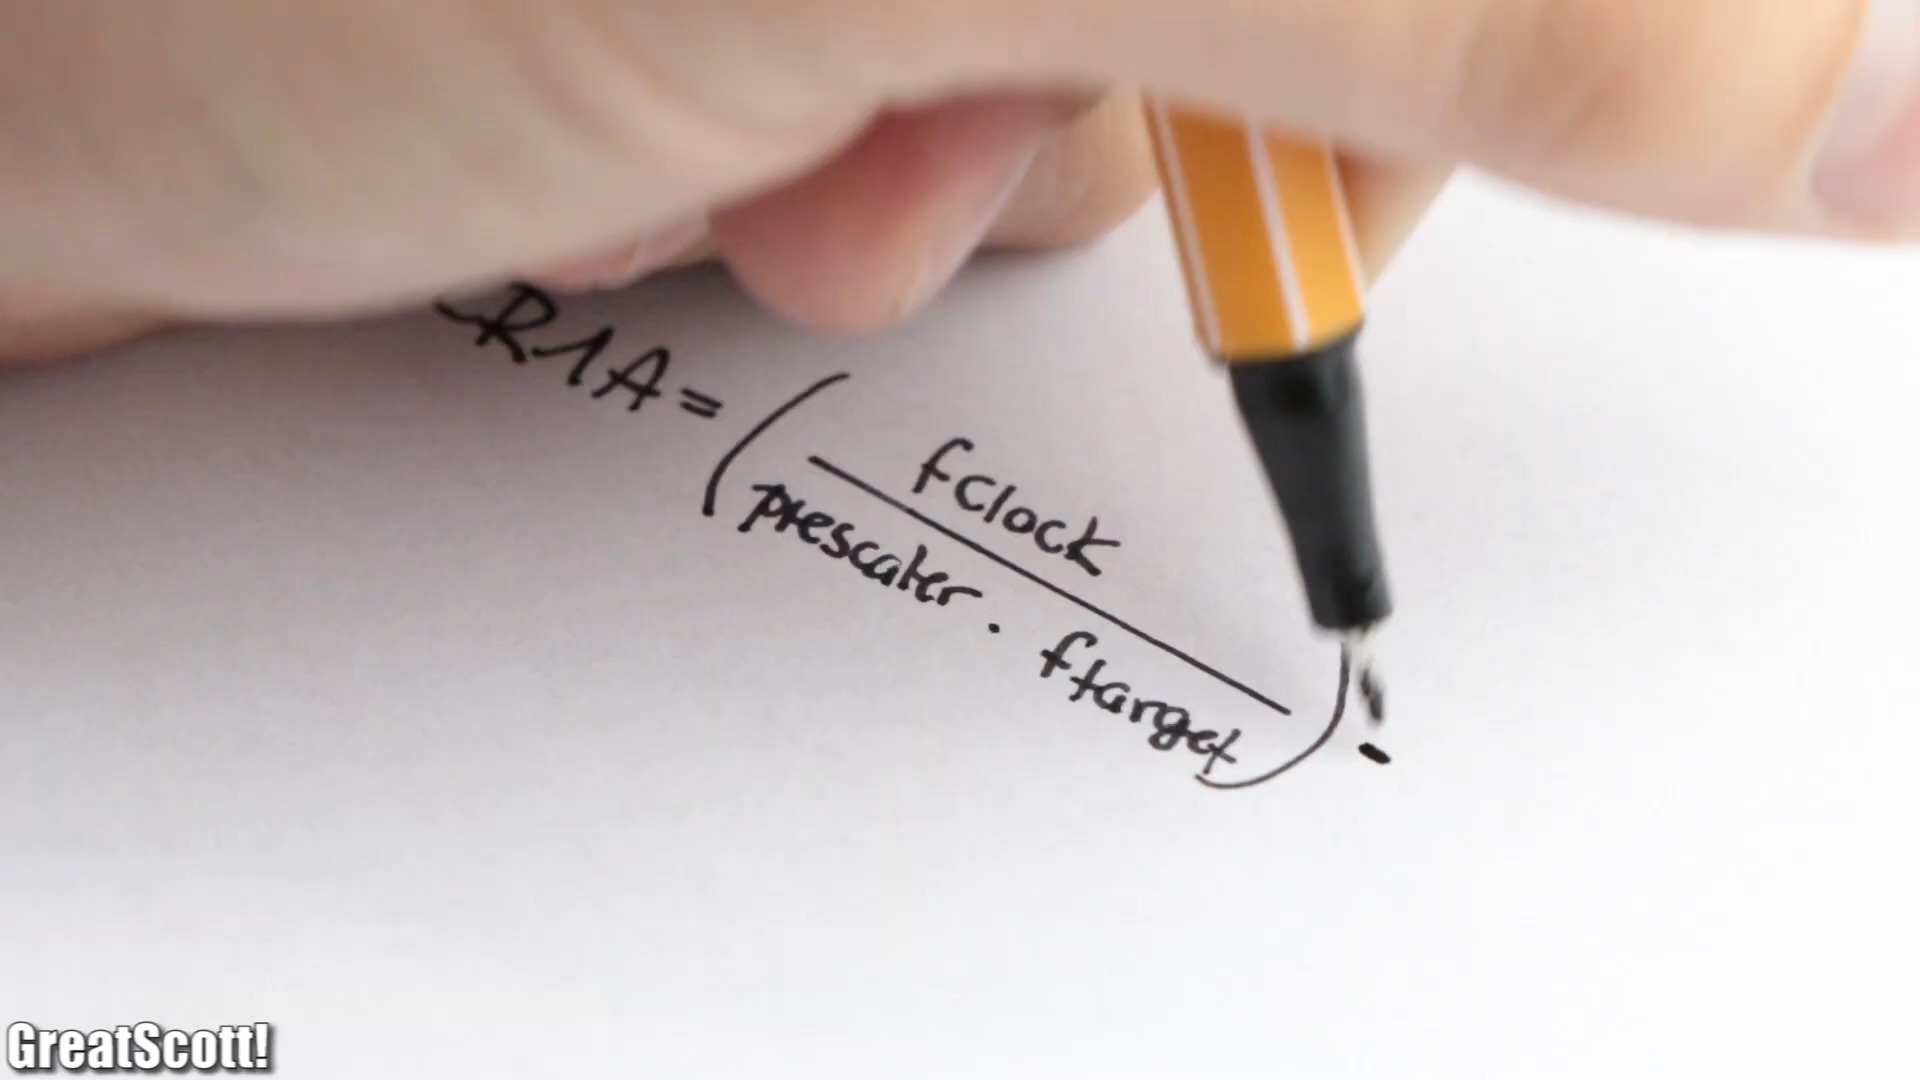 R1A = (
fclock
prescaler . ftarget
) -
GreatScott!